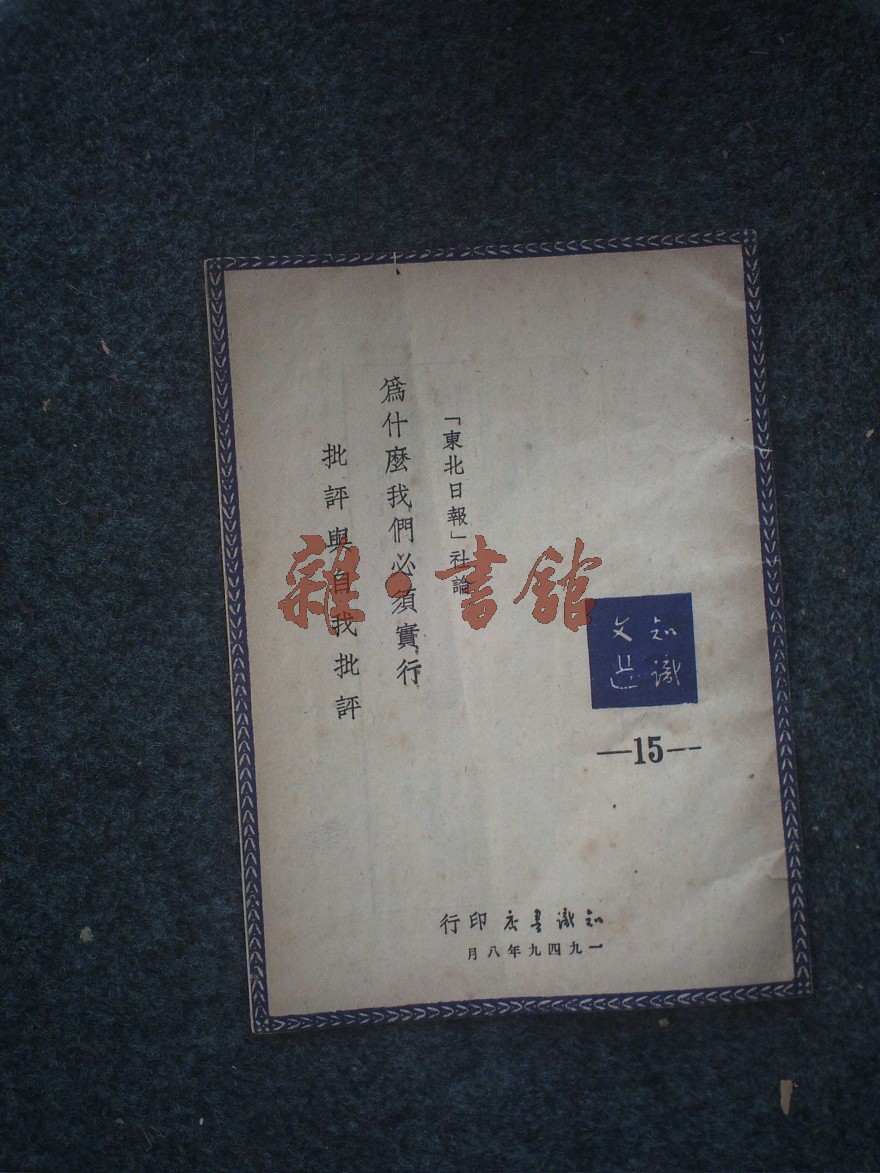 知識
文叢
—15—
「東北日報」社論
為什麼我們必須實行
批評與自我批評
知識書店印行
一九四九年八月
雜·書館